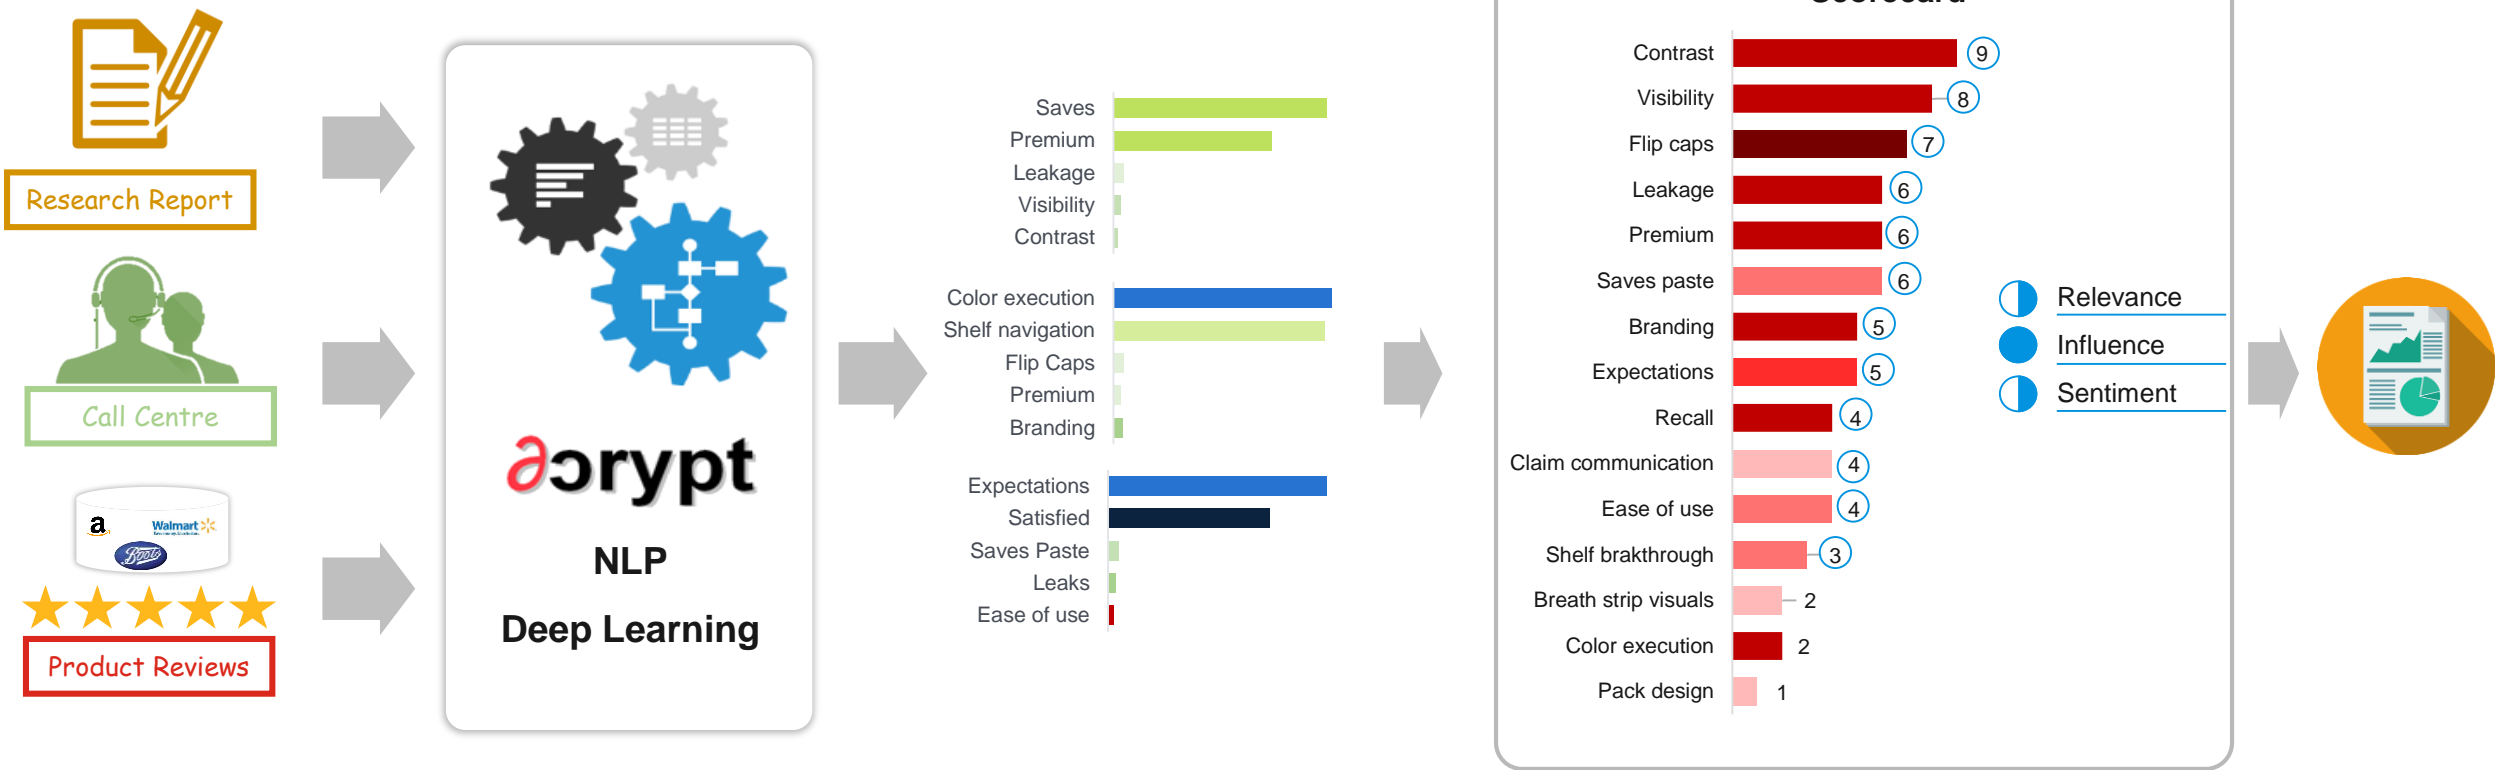 Research Report
Call Centre
a
Walmart
Boots
Product Reviews
acrypt
NLP
Deep Learning
Saves
Premium
Leakage
Visibility
Contrast
Color execution
Shelf navigation
Flip Caps
Premium
Branding
Expectations
Satisfied
Saves Paste
Leaks
Ease of use
Contrast 9
Visibility 8
Flip caps 7
Leakage 6
Premium 6
Saves paste 6
Branding 5
Expectations 5
Recall 4
Claim communication 4
Ease of use 4
Shelf brakthrough 3
Breath strip visuals 2
Color execution 2
Pack design 1
Relevance
Influence
Sentiment